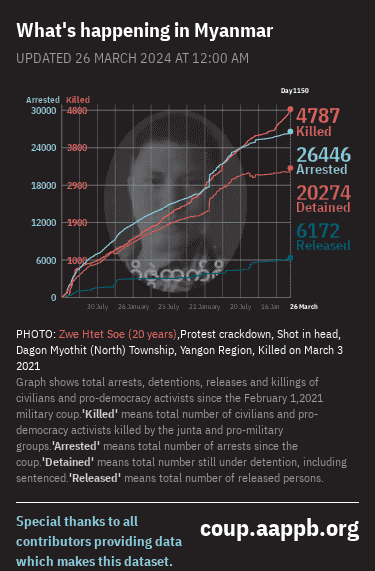 What's happening in Myanmar
UPDATED 26 MARCH 2024 AT 12:00 AM
Day1150
Arrested Killed
30000 4800
24000 3800
18000 2900
12000 1900
6000 1000
0
4787
Killed
26446
Arrested
20274
Detained
6172
Released
30 July 26 January 25 July 21 January 20 July 16 Jan 26 March
PHOTO: Zwe Htet Soe (20 years),Protest crackdown, Shot in head,
Dagon Myothit (North) Township, Yangon Region, Killed on March 3
2021
Graph shows total arrests, detentions, releases and killings of
civilians and pro-democracy activists since the February 1,2021
military coup.'Killed' means total number of civilians and pro-
democracy activists killed by the junta and pro-military
groups.'Arrested' means total number of arrests since the
coup.'Detained' means total number still under detention, including
sentenced.'Released' means total number of released persons.
Special thanks to all
contributors providing data
which makes this dataset.
coup.aappb.org